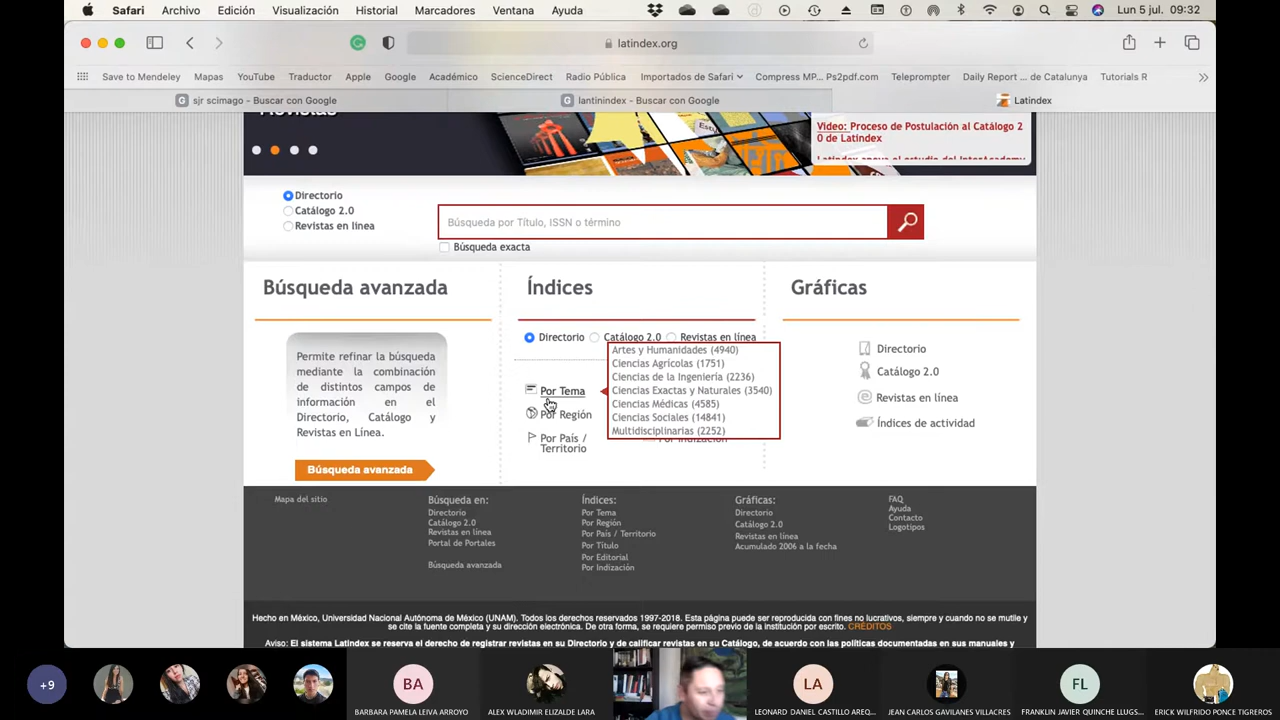 Safari Archivo Edición Visualización Historial Marcadores Ventana Ayuda Lun 5 jul. 09:32
latindex.org
Save to Mendeley Mapas YouTube Traductor Apple Google Académico ScienceDirect Radio Pública Importados de Safari Compress MP... Ps2pdf.com Teleprompter Daily Report ... de Catalunya Tutorials R
sjr scimago - Buscar con Google lantinindex - Buscar con Google Latindex
Revistas
Video: Proceso de Postulación al Catálogo 2
0 de Latindex
Latindex apoya el estudio del InterAcademy
Directorio
Catálogo 2.0
Revistas en línea
Búsqueda por Título, ISSN o término
Búsqueda exacta
Búsqueda avanzada
Permite refinar la búsqueda
mediante la combinación
de distintos campos de
información en el
Directorio, Catálogo y
Revistas en Línea.
Búsqueda avanzada
Índices
Directorio Catálogo 2.0 Revistas en línea
Por Tema
Por Región
Por País /
Territorio
Artes y Humanidades (4940)
Ciencias Agrícolas (1751)
Ciencias de la Ingeniería (2236)
Ciencias Exactas y Naturales (3540)
Ciencias Médicas (4585)
Ciencias Sociales (14841)
Multidisciplinarias (2252)
Por Indización
Gráficas
Directorio
Catálogo 2.0
Revistas en línea
Índices de actividad
Mapa del sitio
Búsqueda en:
Directorio
Catálogo 2.0
Revistas en línea
Portal de Portales
Búsqueda avanzada
Índices:
Por Tema
Por Región
Por País / Territorio
Por Título
Por Editorial
Por Indización
Gráficas:
Directorio
Catálogo 2.0
Revistas en línea
Acumulado 2006 a la fecha
FAQ
Ayuda
Contacto
Logotipos
Hecho en México, Universidad Nacional Autónoma de México (UNAM). Todos los derechos reservados 1997-2018. Esta página puede ser reproducida con fines no lucrativos, siempre y cuando no se mutile y
se cite la fuente completa y su dirección electrónica. De otra forma, se requiere permiso previo de la institución por escrito. CRÉDITOS
Aviso: El sistema Latindex se reserva el derecho de registrar revistas en su Directorio y de calificar revistas en su Catálogo, de acuerdo con las políticas documentadas en sus manuales y
+9 BA LA FL
BARBARA PAMELA LEIVA ARROYO ALEX WLADIMIR ELIZALDE LARA LEONARD DANIEL CASTILLO AREQ... JEAN CARLOS GAVILANES VILLACRES FRANKLIN JAVIER QUINCHE LLUGS... ERICK WILFRIDO PONCE TIGREROS